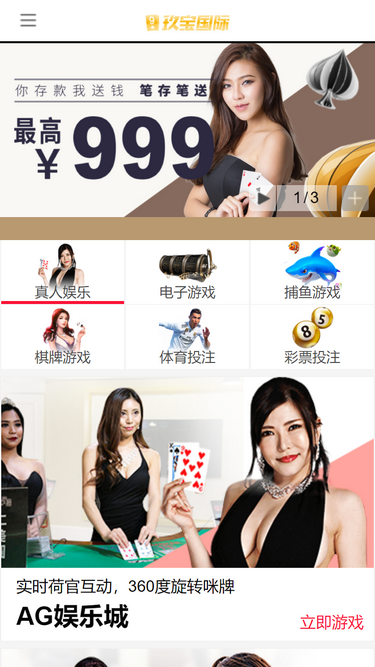 玖宝国际
你存款我送钱 笔存笔送
最高
¥ 999
1/3
真人娱乐
电子游戏
捕鱼游戏
棋牌游戏
体育投注
彩票投注
实时荷官互动，360度旋转咪牌
AG娱乐城
立即游戏